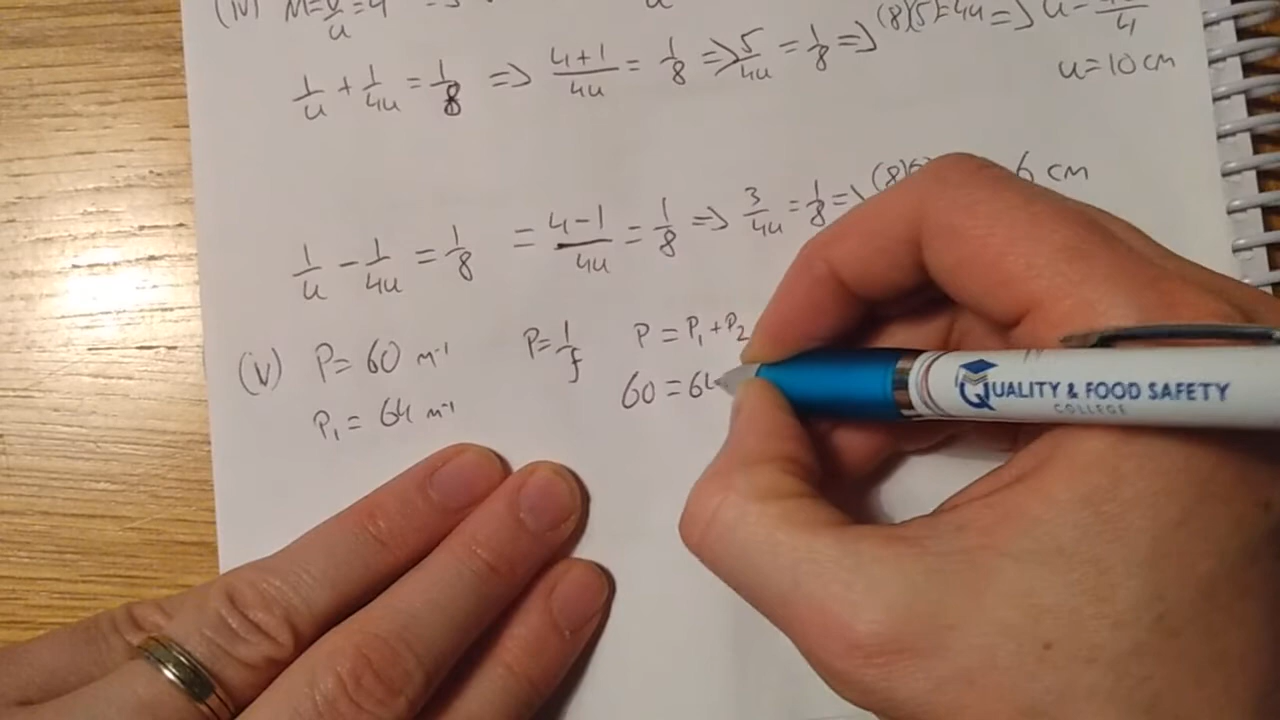 (IV) M = v/u = 4
1/u + 1/4u = 1/8 => 4+1/4u = 1/8 => 5/4u = 1/8 => (8)(5) = 4u => u =
u = 10 cm
1/u - 1/4u = 1/8 = 4-1/4u = 1/8 => 3/4u = 1/8 => 6 cm
(V) P = 60 m⁻¹ P = 1/f P = P₁ + P₂
P₁ = 64 m⁻¹ 60 = 64
QUALITY & FOOD SAFETY
COLLEGE